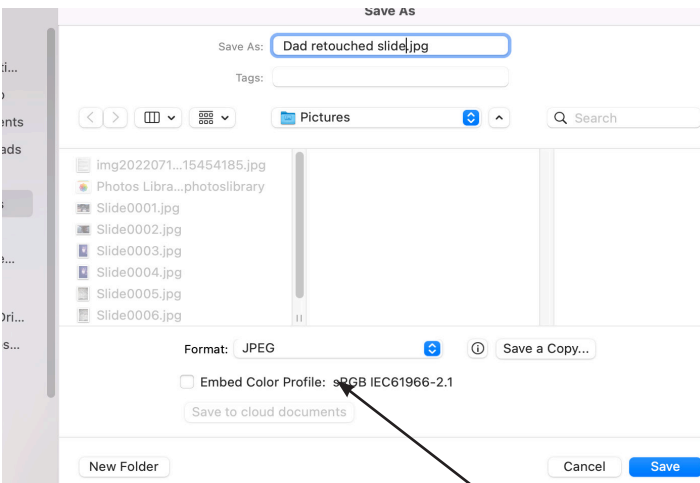 Save As
Save As: Dad retouched slide.jpg
Tags:
Pictures
Search
ents
ads
img2022071...15454185.jpg
Photos Libra...photoslibrary
Slide0001.jpg
Slide0002.jpg
Slide0003.jpg
Slide0004.jpg
Slide0005.jpg
Slide0006.jpg
Format: JPEG
Save a Copy...
Embed Color Profile: sRGB IEC61966-2.1
Save to cloud documents
New Folder
Cancel
Save